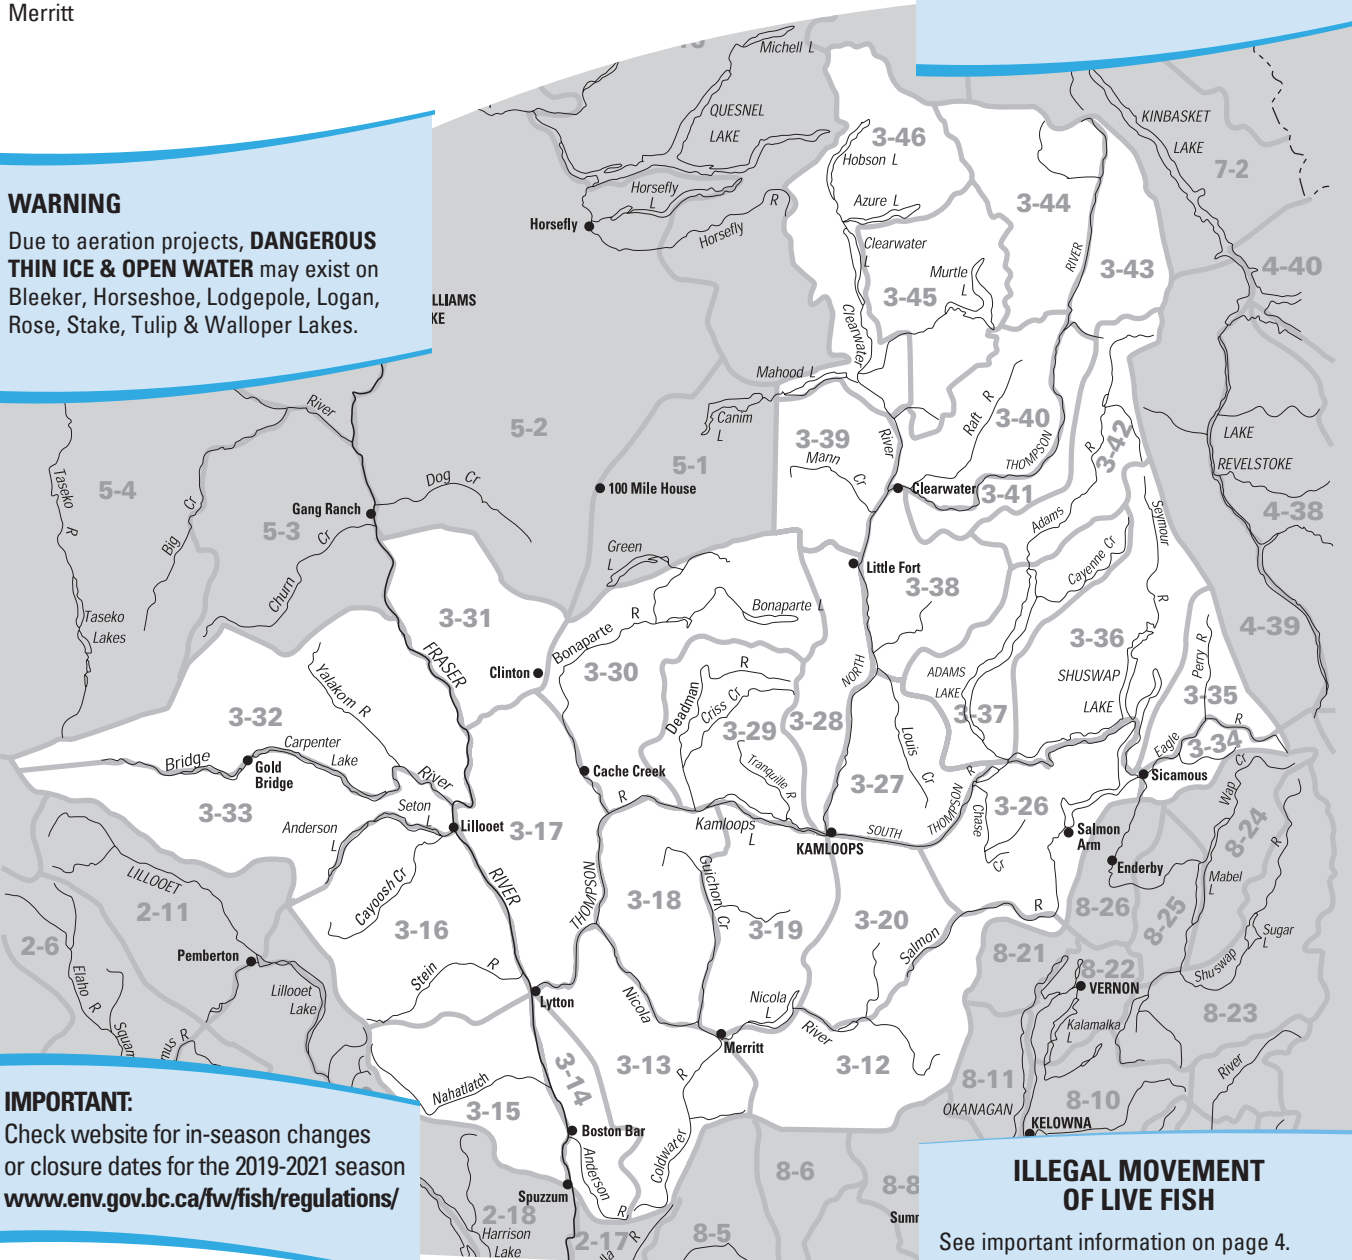 Merritt
WARNING
Due to aeration projects, DANGEROUS
THIN ICE & OPEN WATER may exist on
Bleeker, Horseshoe, Lodgepole, Logan,
Rose, Stake, Tulip & Walloper Lakes.
Michell L
QUESNEL
LAKE
Horsefly
L
Horsefly
Horsefly
R
KINBASKET
LAKE
7-2
3-46
Hobson L
Azure L
3-44
RIVER
3-43
4-40
Clearwater
L
Murtle
L
3-45
Clearwater
Mahood L
Canim
L
5-2
5-1
100 Mile House
River
5-4
Taseko
R
Big
Cr
5-3
Gang Ranch
Dog Cr
Churn
Cr
Taseko
Lakes
Green
L
3-39
Mann
Cr
River
Raft R
3-40
THOMPSON
Clearwater
3-41
3-42
Adams
R
LAKE
REVELSTOKE
4-38
Seymour
R
Cayenne Cr
Little Fort
3-38
3-31
Clinton
FRASER
Bonaparte
R
Bonaparte L
3-30
3-36
4-39
SHUSWAP
LAKE
ADAMS
LAKE
3-37
Perry R
3-35
Eagle
R
3-34
Sicamous
NORTH
Deadman
R
Criss Cr
3-29
Tranquille R
3-28
Louis
Cr
3-27
3-32
Yalakom R
Bridge
Gold
Bridge
Carpenter
Lake
River
3-33
Seton
L
Anderson
L
Lillooet
3-17
Cache Creek
R
Kamloops
L
KAMLOOPS
SOUTH
THOMPSON
R
Chase
Cr
3-26
Salmon
Arm
Enderby
Wap
Cr
8-24
R
Mabel
L
8-26
8-25
LILLOOET
2-11
2-6
Elaho
R
Pemberton
Lillooet
Lake
Cayoosh Cr
3-16
Stein
R
RIVER
THOMPSON
3-18
Guichon
Cr
3-19
3-20
Salmon
R
Lytton
Nicola
Nicola
L
River
Merritt
3-12
8-21
8-22
VERNON
Kalamalka
L
Sugar
L
Shuswap
8-23
River
8-11
OKANAGAN
8-10
KELOWNA
3-13
3-14
Nahatlatch
3-15
Boston Bar
Anderson
R
Coldwater
R
Spuzzum
2-18
Harrison
Lake
2-17
R
8-5
8-6
IMPORTANT:
Check website for in-season changes
or closure dates for the 2019-2021 season
www.env.gov.bc.ca/fw/fish/regulations/
ILLEGAL MOVEMENT
OF LIVE FISH
See important information on page 4.